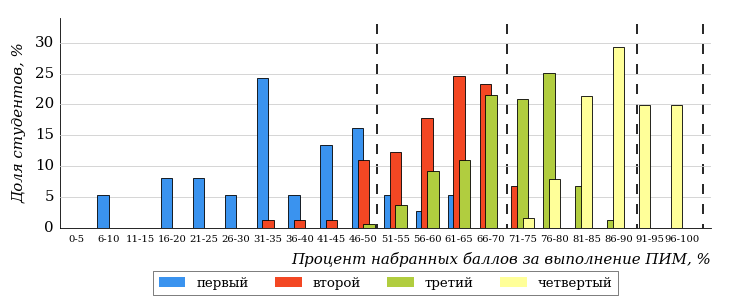 Доля студентов, %
30
25
20
15
10
5
0
0-5 6-10 11-15 16-20 21-25 26-30 31-35 36-40 41-45 46-50 51-55 56-60 61-65 66-70 71-75 76-80 81-85 86-90 91-95 96-100
Процент набранных баллов за выполнение ПИМ, %
первый второй третий четвертый